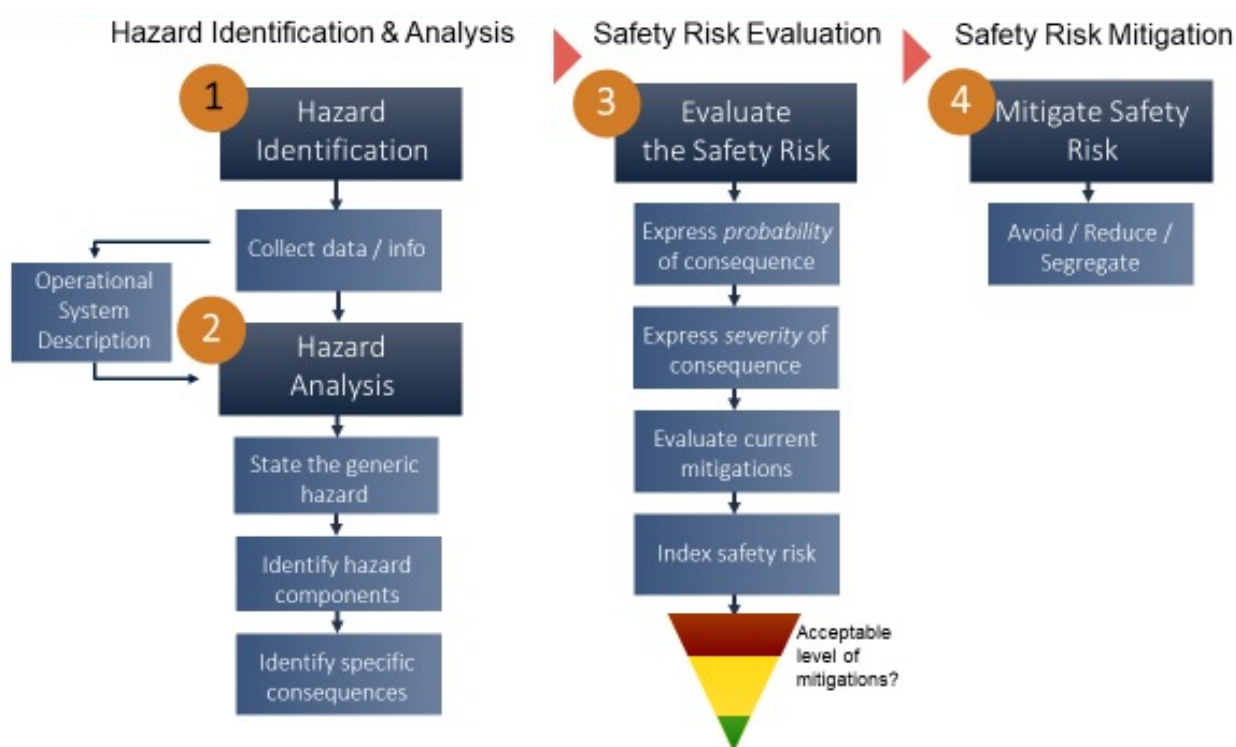 Hazard Identification & Analysis
Safety Risk Evaluation
Safety Risk Mitigation
1
Hazard
Identification
Collect data / info
Operational
System
Description
2
Hazard
Analysis
State the generic
hazard
Identify hazard
components
Identify specific
consequences
3
Evaluate
the Safety Risk
Express probability
of consequence
Express severity of
consequence
Evaluate current
mitigations
Index safety risk
Acceptable
level of
mitigations?
4
Mitigate Safety
Risk
Avoid / Reduce /
Segregate